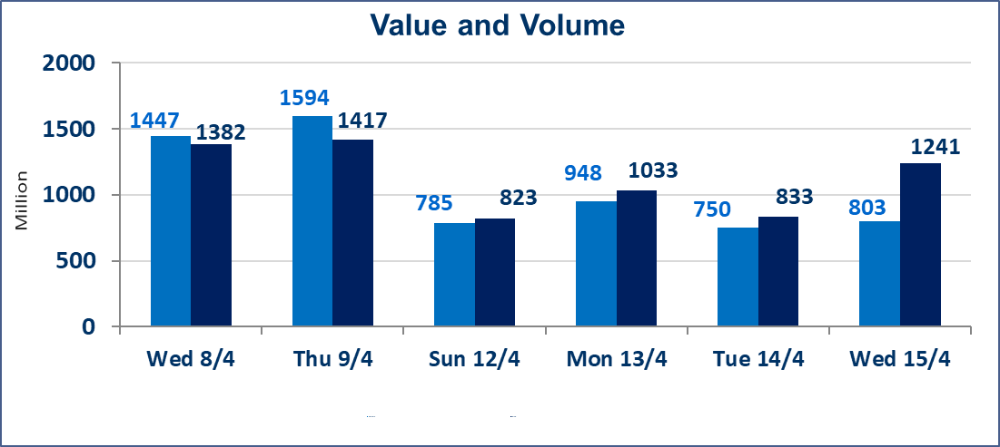 Value and Volume
2000
1500
1000
500
0
Million
1447
1382
1594
1417
785
823
948
1033
750
833
803
1241
Wed 8/4
Thu 9/4
Sun 12/4
Mon 13/4
Tue 14/4
Wed 15/4